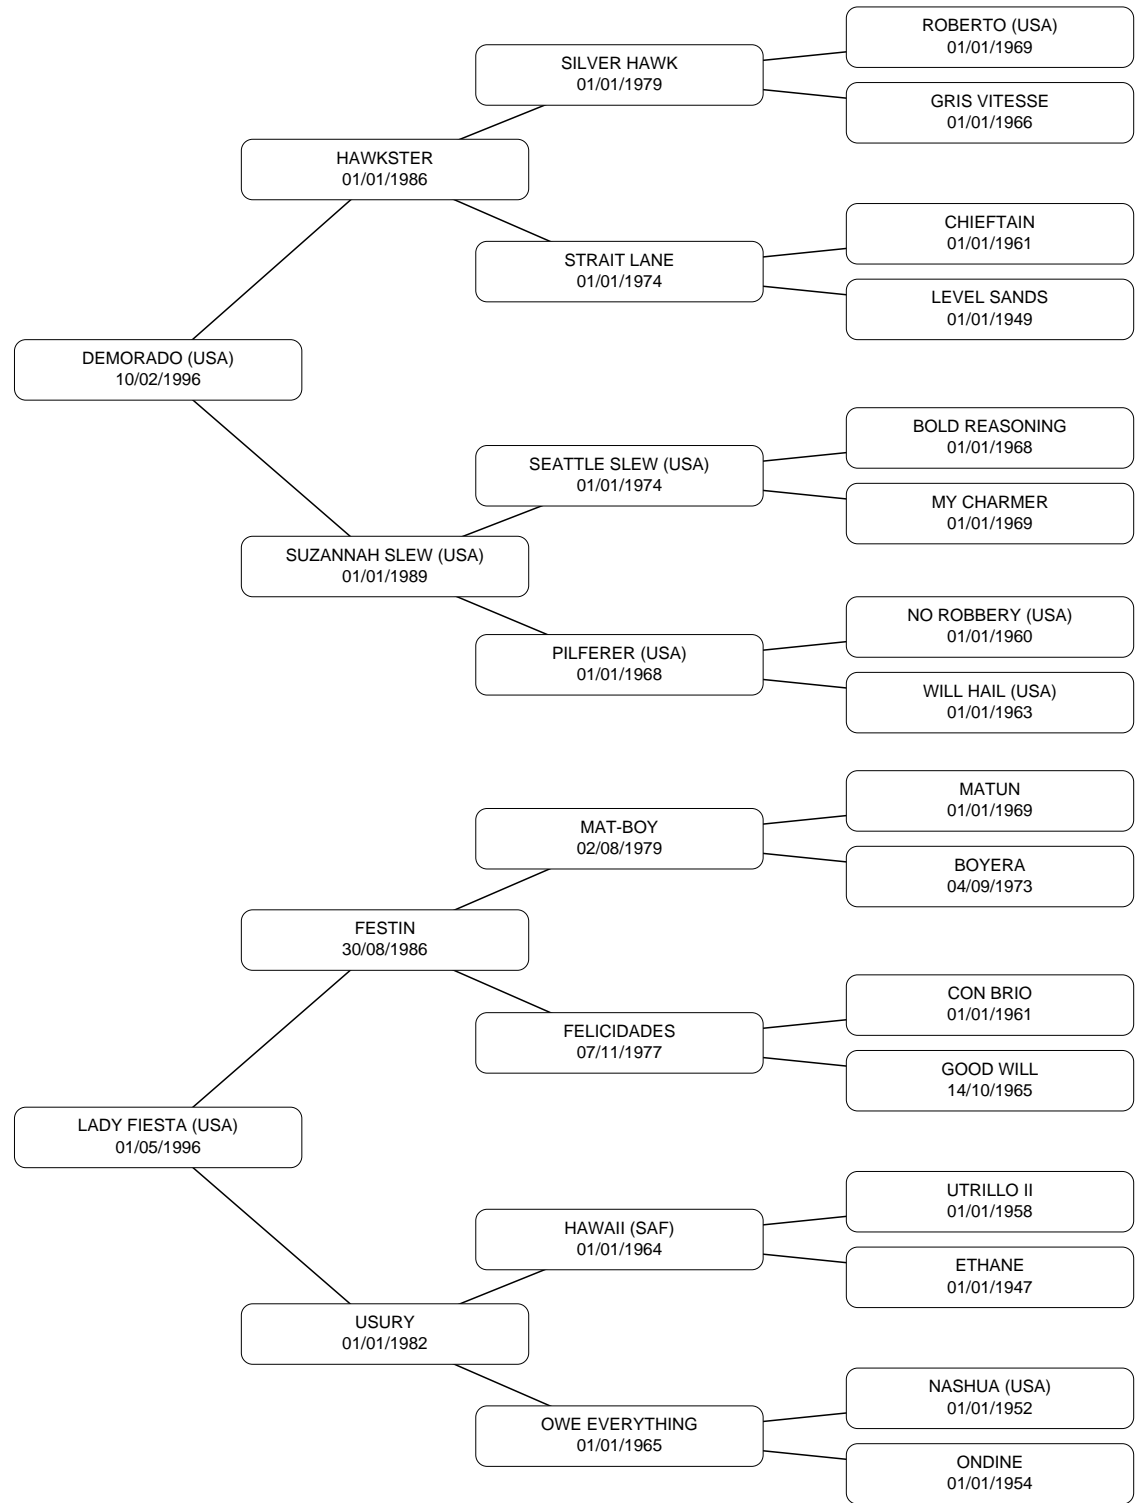 ROBERTO (USA)
01/01/1969
SILVER HAWK
01/01/1979
GRIS VITESSE
01/01/1966
HAWKSTER
01/01/1986
CHIEFTAIN
01/01/1961
STRAIT LANE
01/01/1974
LEVEL SANDS
01/01/1949
DEMORADO (USA)
10/02/1996
BOLD REASONING
01/01/1968
SEATTLE SLEW (USA)
01/01/1974
MY CHARMER
01/01/1969
SUZANNAH SLEW (USA)
01/01/1989
NO ROBBERY (USA)
01/01/1960
PILFERER (USA)
01/01/1968
WILL HAIL (USA)
01/01/1963
MATUN
01/01/1969
MAT-BOY
02/08/1979
BOYERA
04/09/1973
FESTIN
30/08/1986
CON BRIO
01/01/1961
FELICIDADES
07/11/1977
GOOD WILL
14/10/1965
LADY FIESTA (USA)
01/05/1996
UTRILLO II
01/01/1958
HAWAII (SAF)
01/01/1964
ETHANE
01/01/1947
USURY
01/01/1982
NASHUA (USA)
01/01/1952
OWE EVERYTHING
01/01/1965
ONDINE
01/01/1954